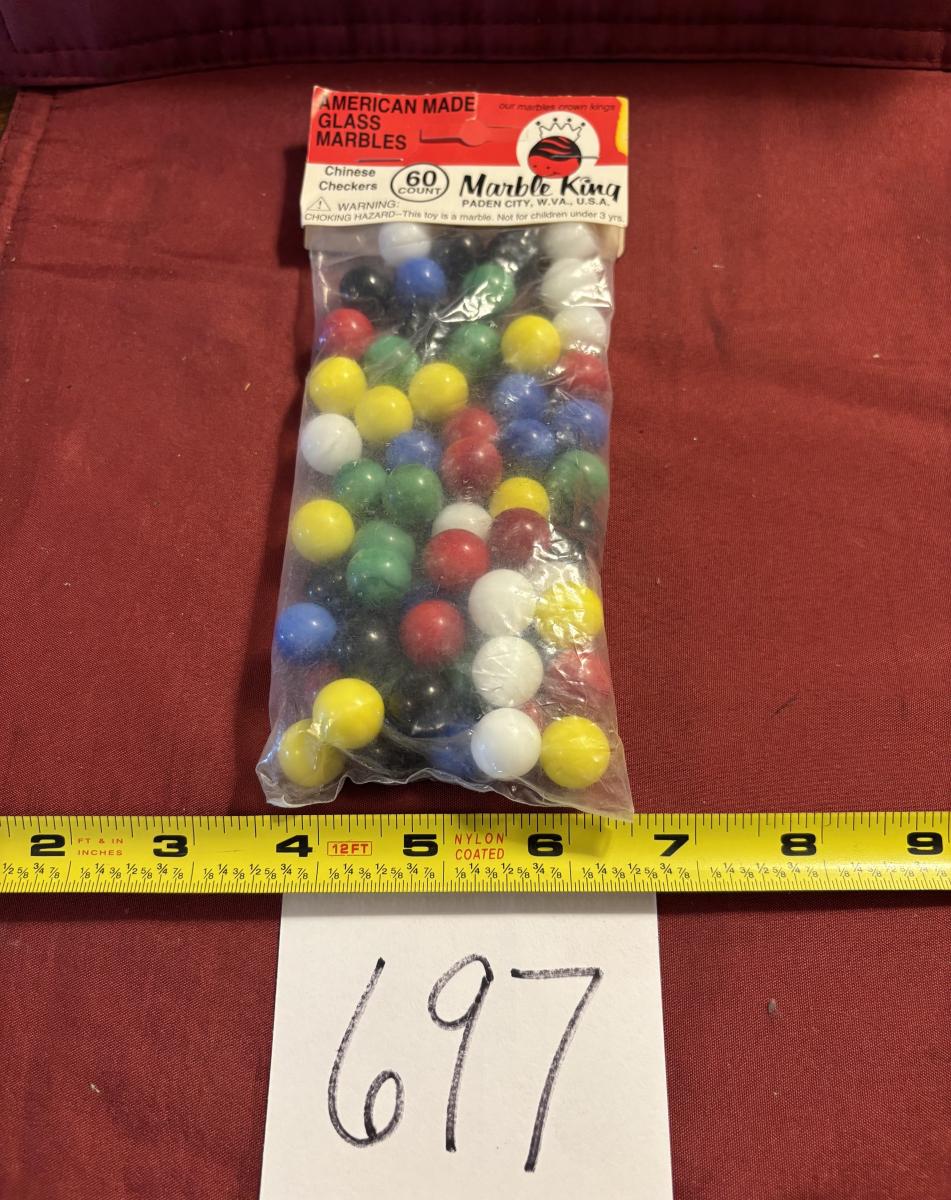 AMERICAN MADE
GLASS
MARBLES
our marbles crown kings
Chinese
Checkers
60
COUNT
Marble King
PADEN CITY, W.VA., U.S.A.
⚠ WARNING:
CHOKING HAZARD--This toy is a marble. Not for children under 3 yrs.
2 FT & IN INCHES 3 4 12FT 5 NYLON COATED 6 7 8 9
697